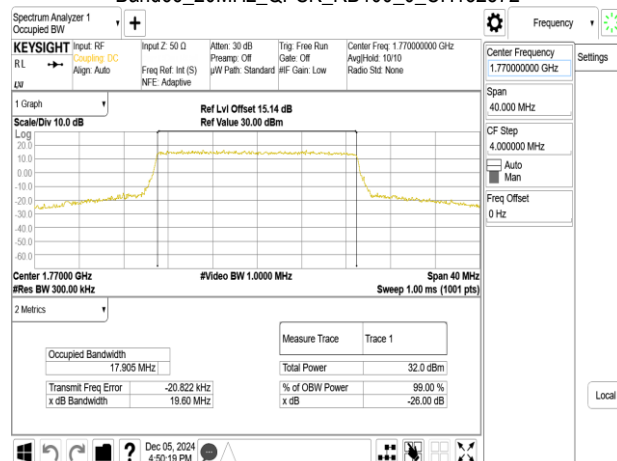 Spectrum Analyzer 1
Occupied BW
Frequency
KEYSIGHT
Input: RF
Coupling: DC
Align: Auto
Input Z: 50 Ω
Freq Ref: Int (S)
NFE: Adaptive
Atten: 30 dB
Preamp: Off
µW Path: Standard
Trig: Free Run
Gate: Off
#IF Gain: Low
Center Freq: 1.770000000 GHz
Avg|Hold: 10/10
Radio Std: None
RL
LXI
Center Frequency
1.770000000 GHz
Settings
Span
40.000 MHz
CF Step
4.000000 MHz
Auto
Man
Freq Offset
0 Hz
Local
1 Graph
Scale/Div 10.0 dB
Ref Lvl Offset 15.14 dB
Ref Value 30.00 dBm
Log
20.0
10.0
0.00
-10.0
-20.0
-30.0
-40.0
-50.0
-60.0
Center 1.77000 GHz
#Video BW 1.0000 MHz
Span 40 MHz
#Res BW 300.00 kHz
Sweep 1.00 ms (1001 pts)
2 Metrics
Measure Trace Trace 1
Occupied Bandwidth
17.905 MHz
Total Power 32.0 dBm
Transmit Freq Error -20.822 kHz
% of OBW Power 99.00 %
x dB Bandwidth 19.60 MHz
x dB -26.00 dB
Dec 05, 2024
4:50:19 PM